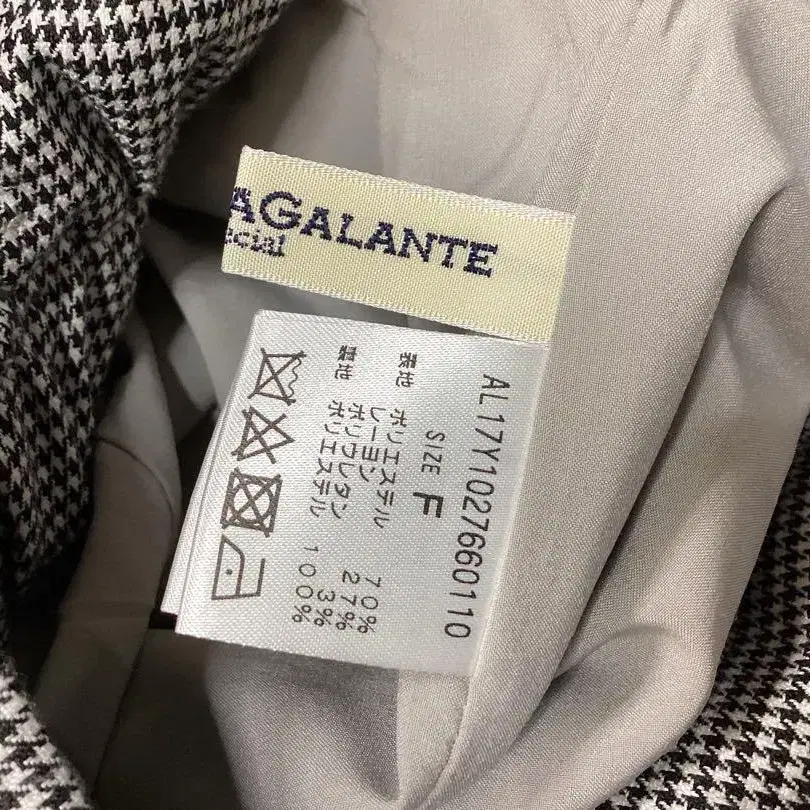 AGALANTE
ecial
AL17Y1027660110
SIZE F
表地 ポリエステル 70%
レーヨン 27%
ポリウレタン 3%
裏地 ポリエステル 100%